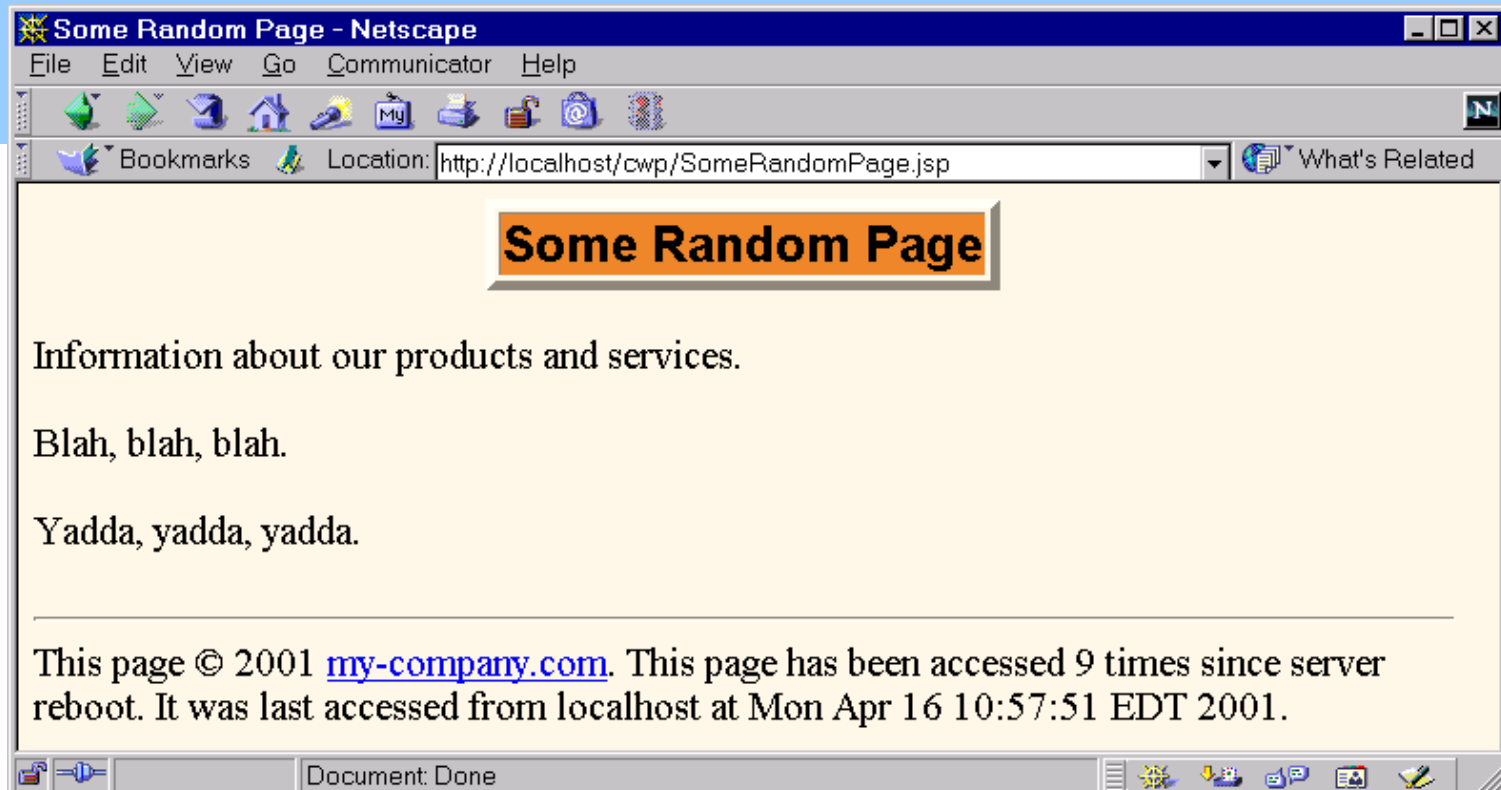 Some Random Page - Netscape
File Edit View Go Communicator Help
My
N
Bookmarks Location: http://localhost/cwp/SomeRandomPage.jsp What's Related
Some Random Page
Information about our products and services.
Blah, blah, blah.
Yadda, yadda, yadda.
This page © 2001 my-company.com. This page has been accessed 9 times since server
reboot. It was last accessed from localhost at Mon Apr 16 10:57:51 EDT 2001.
Document: Done